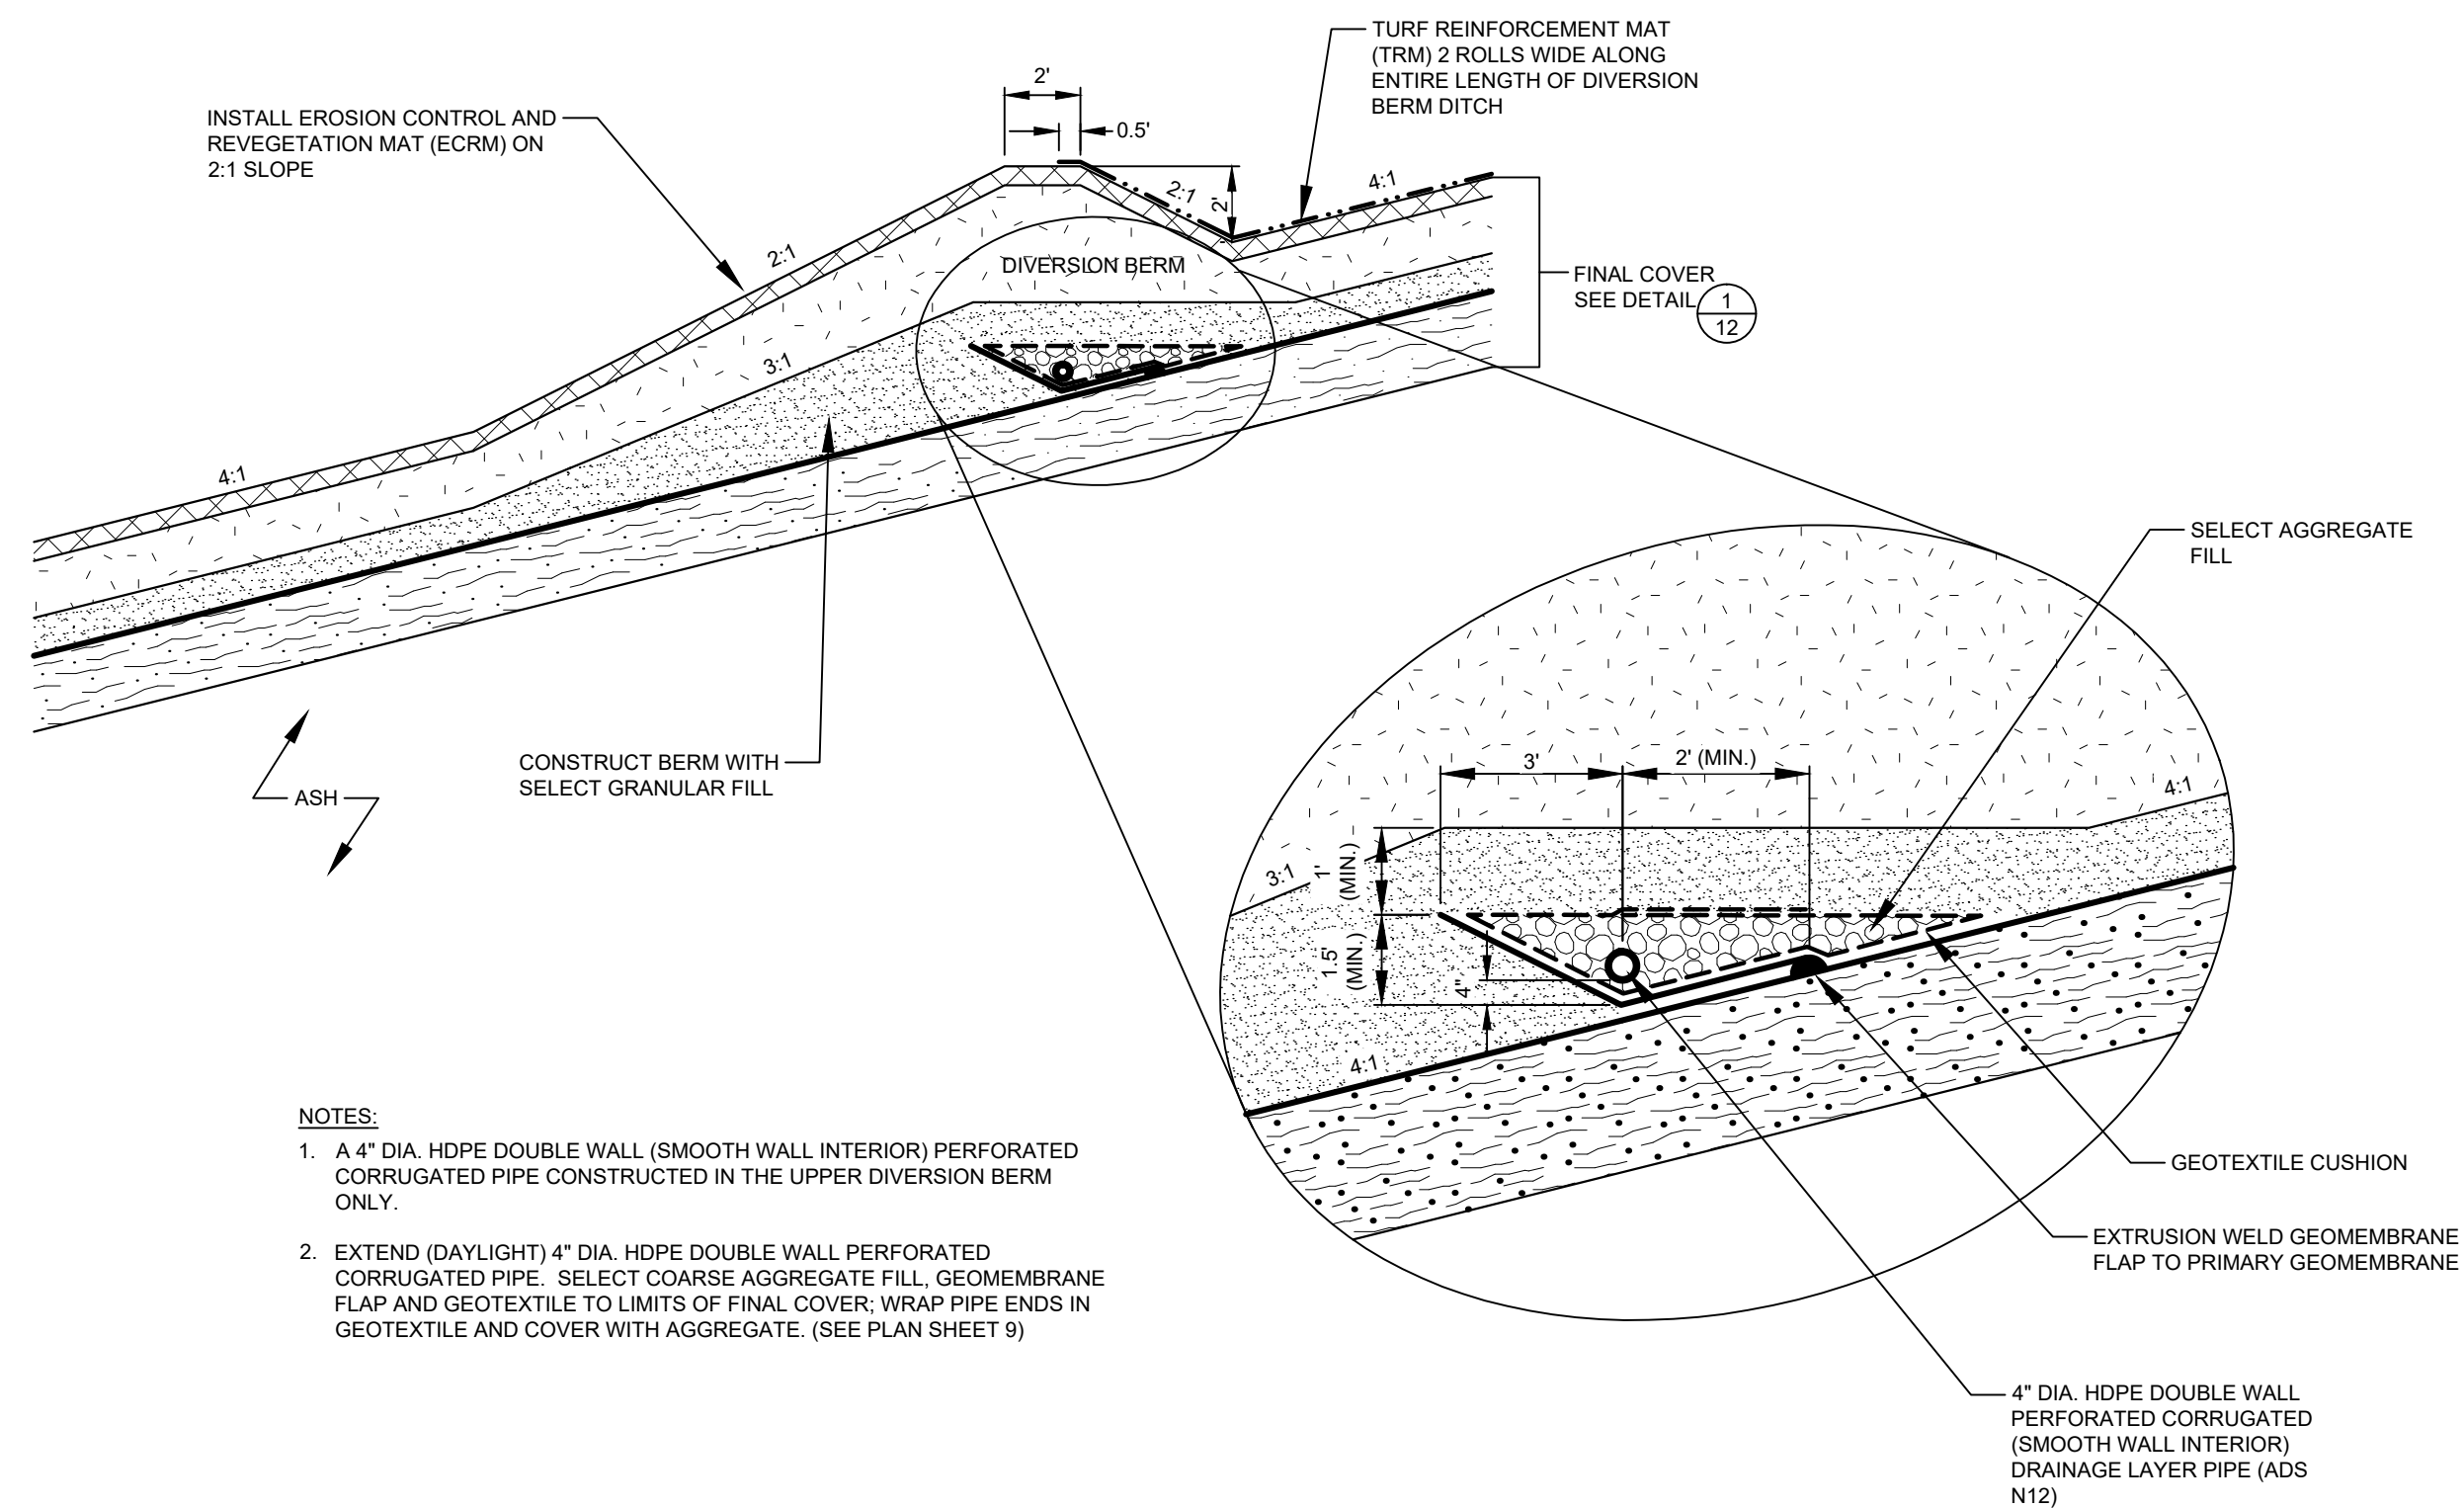 TURF REINFORCEMENT MAT
(TRM) 2 ROLLS WIDE ALONG
ENTIRE LENGTH OF DIVERSION
BERM DITCH
2'
0.5'
INSTALL EROSION CONTROL AND
REVEGETATION MAT (ECRM) ON
2:1 SLOPE
2:1
2'
4:1
2:1
DIVERSION BERM
FINAL COVER
SEE DETAIL
1
12
3:1
4:1
SELECT AGGREGATE
FILL
CONSTRUCT BERM WITH
SELECT GRANULAR FILL
ASH
3'
2' (MIN.)
4:1
3:1
1'
(MIN.)
1.5'
(MIN.)
4"
4:1
NOTES:
1. A 4" DIA. HDPE DOUBLE WALL (SMOOTH WALL INTERIOR) PERFORATED
CORRUGATED PIPE CONSTRUCTED IN THE UPPER DIVERSION BERM
ONLY.
2. EXTEND (DAYLIGHT) 4" DIA. HDPE DOUBLE WALL PERFORATED
CORRUGATED PIPE. SELECT COARSE AGGREGATE FILL, GEOMEMBRANE
FLAP AND GEOTEXTILE TO LIMITS OF FINAL COVER; WRAP PIPE ENDS IN
GEOTEXTILE AND COVER WITH AGGREGATE. (SEE PLAN SHEET 9)
GEOTEXTILE CUSHION
EXTRUSION WELD GEOMEMBRANE
FLAP TO PRIMARY GEOMEMBRANE
4" DIA. HDPE DOUBLE WALL
PERFORATED CORRUGATED
(SMOOTH WALL INTERIOR)
DRAINAGE LAYER PIPE (ADS
N12)